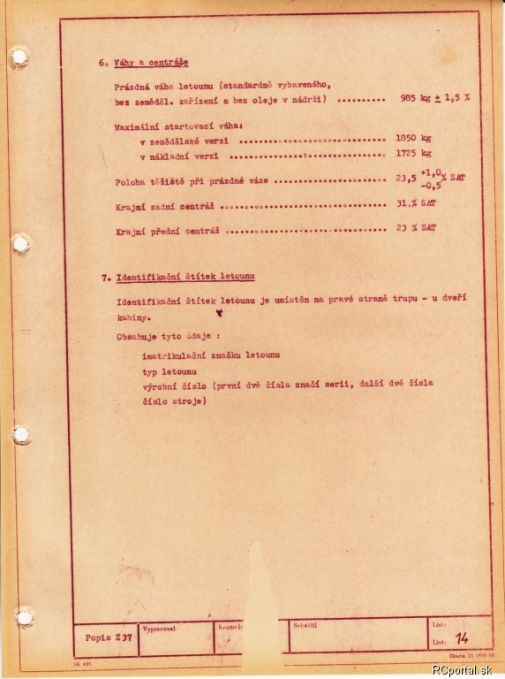 6. Váhy a centráže
Prázdná váha letounu (standardně vybaveného,
bez zeměděl. zařízení a bez oleje v nádrži) .......... 985 kg ± 1,5 %
Maximální startovací váha:
v zemědělské verzi .......... 1850 kg
v nákladní verzi .......... 1725 kg
Poloha těžiště při prázdné váze .......... 23,5 +1,0 -0,5 % SAT
Krajní zadní centráž .......... 31.% SAT
Krajní přední centráž .......... 23 % SAT
7. Identifikační štítek letounu
Identifikační štítek letounu je umístěn na pravé straně trupu - u dveří
kabiny.
Obsahuje tyto údaje :
imatrikulační značku letounu
typ letounu
výrobní číslo (první dvě čísla značí serii, další dvě čísla
číslo stroje)
Popis Z37
Vypracoval
Schválil
List:
List: 14
RCportal.sk